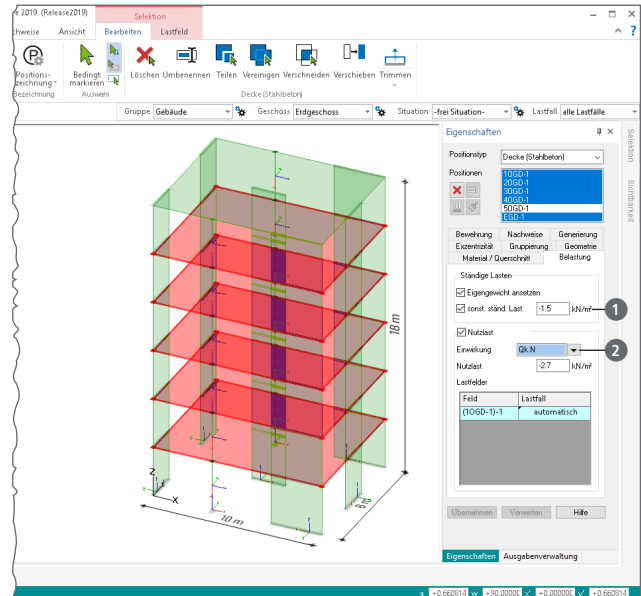 e 2019 (Release2019) Selektion
chweise Ansicht Bearbeiten Lastfeld
Positions-
zeichnung
Bedingt
markieren
Löschen Umbenennen Teilen Vereinigen Verschneiden Verschieben Trimmen
Bezeichnung Auswahl Decke (Stahlbeton)
Gruppe Gebäude Geschoss Erdgeschoss Situation -frei Situation- Lastfall alle Lastfälle
Eigenschaften
Selektion
Sichtbarkeit
Positionstyp Decke (Stahlbeton)
Positionen
1OGD-1
2OGD-1
3OGD-1
4OGD-1
5OGD-1
EGD-1
Bewehrung Nachweise Generierung
Exzentrizität Gruppierung Geometrie
Material / Querschnitt Belastung
Ständige Lasten
Eigengewicht ansetzen
sonst. ständ. Last -1.5 kN/m² 1
Nutzlast
Einwirkung Qk.N 2
Nutzlast -2.7 kN/m²
Lastfelder
Feld Lastfall
(1OGD-1)-1 automatisch
Übernehmen Verwerfen Hilfe
Eigenschaften Ausgabenverwaltung
18 m
Z
X
10 m
8 m
+0.660814 +90.00000 x' +0.00000 y' +0.660814